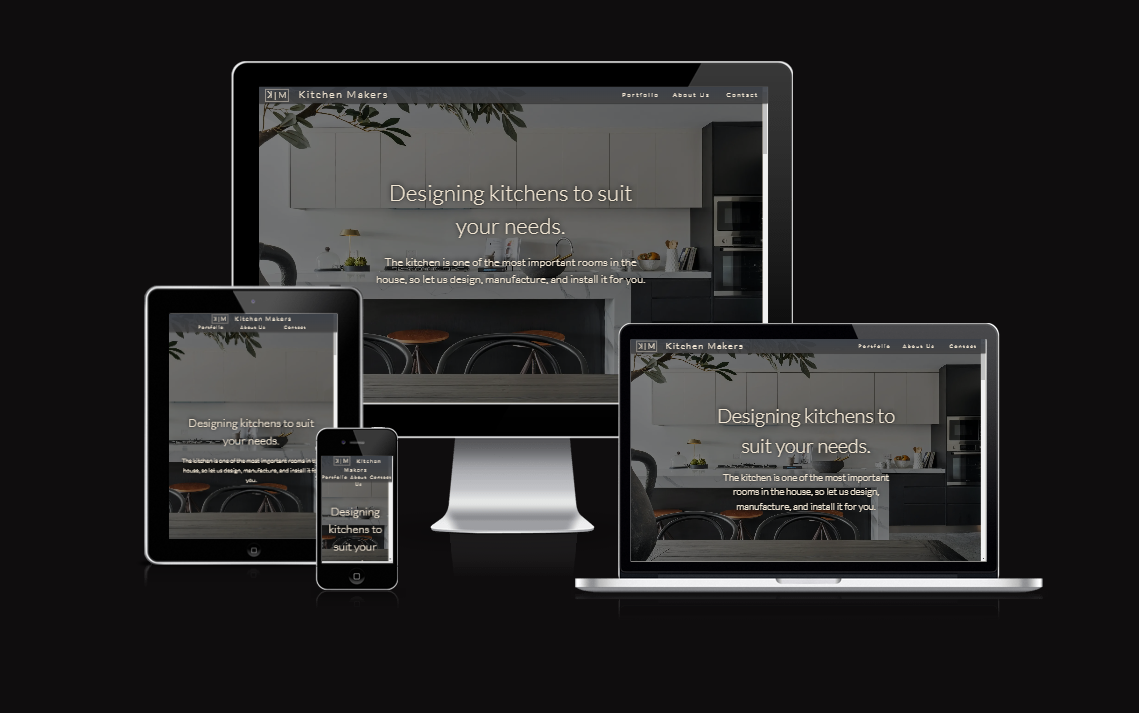 KM Kitchen Makers Portfolio About Us Contact
Designing kitchens to suit
your needs.
The kitchen is one of the most important rooms in the
house, so let us design, manufacture, and install it for you.
KM Kitchen Makers
Portfolio About Us Contact
Designing kitchens to suit
your needs.
The kitchen is one of the most important rooms in
house, so let us design, manufacture, and install it
you.
KM Kitchen
Makers
Portfolio About Contact
Us
Designing
kitchens to
suit your
KM Kitchen Makers Portfolio About Us Contact
Designing kitchens to
suit your needs.
The kitchen is one of the most important
rooms in the house, so let us design,
manufacture, and install it for you.